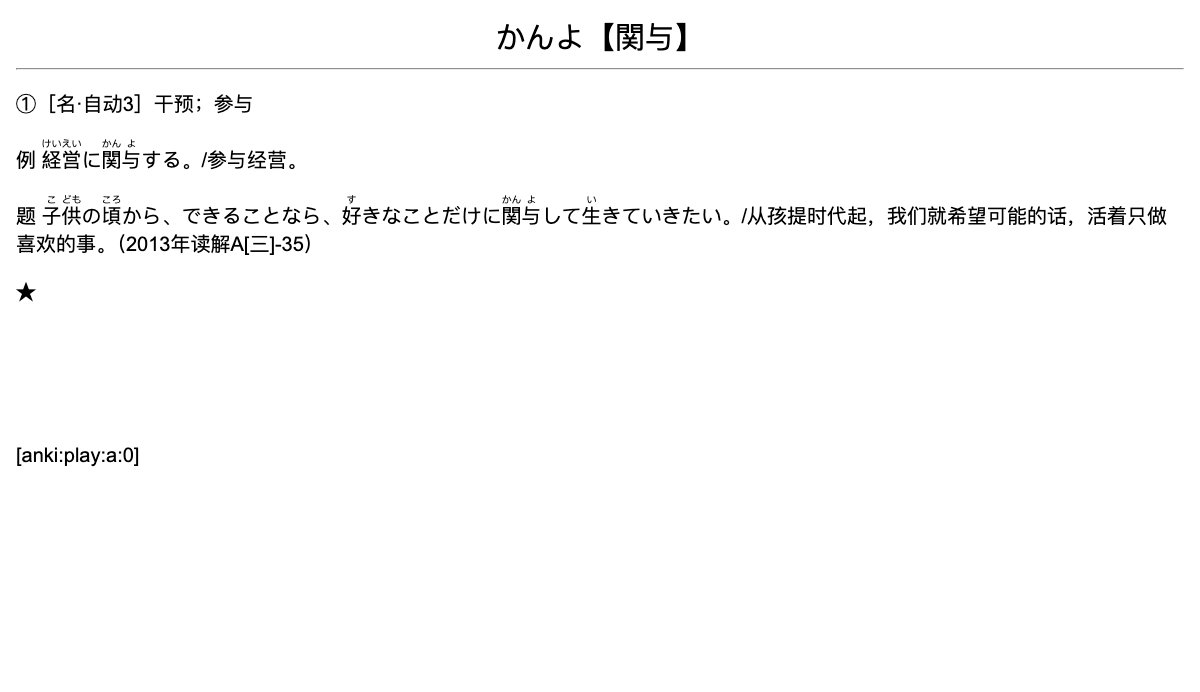 かんよ【関与】
①［名·自动3］干预；参与
けいえい かん よ
例 経営に関与する。/参与经营。
こ ども ころ す かん よ い
题 子供の頃から、できることなら、好きなことだけに関与して生きていきたい。/从孩提时代起，我们就希望可能的话，活着只做
喜欢的事。（2013年读解A[三]-35）
★
[anki:play:a:0]